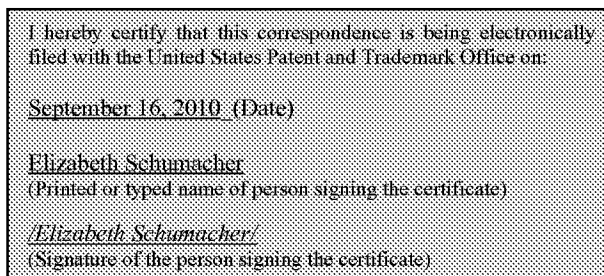 I hereby certify that this correspondence is being electronically
filed with the United States Patent and Trademark Office on:
September 16, 2010 (Date)
Elizabeth Schumacher
(Printed or typed name of person signing the certificate)
/Elizabeth Schumacher/
(Signature of the person signing the certificate)